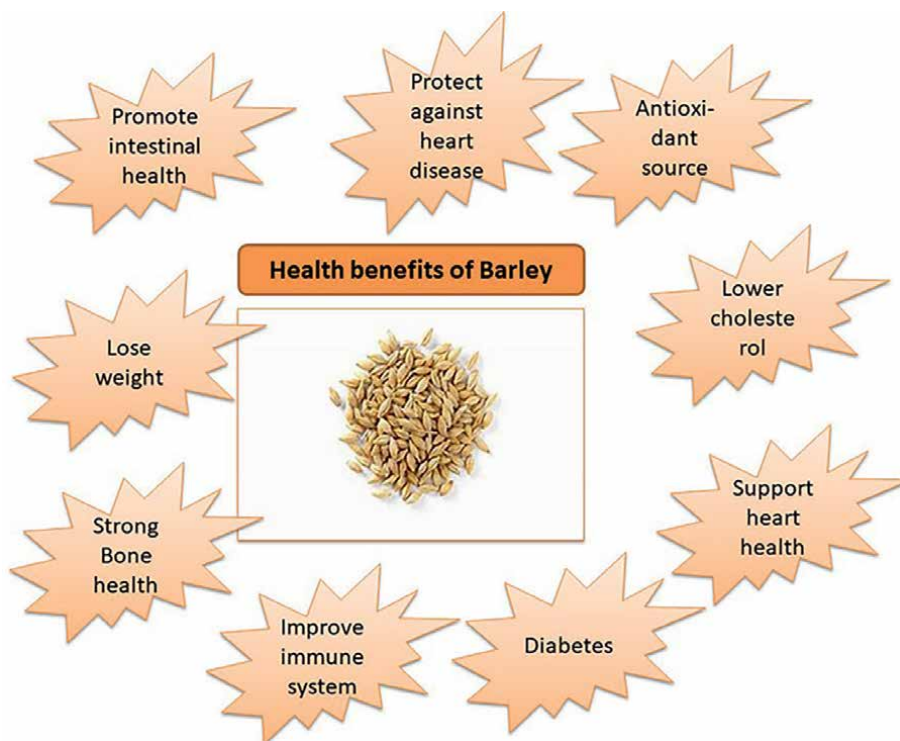 Promote
intestinal
health
Protect
against
heart
disease
Antioxi-
dant
source
Health benefits of Barley
Lower
choleste
rol
Lose
weight
Support
heart
health
Strong
Bone
health
Improve
immune
system
Diabetes